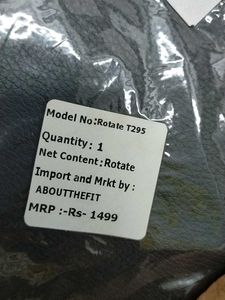 Model No:Rotate T295
Quantity: 1
Net Content:Rotate
Import and Mrkt by :
ABOUTTHEFIT
MRP :-Rs- 1499